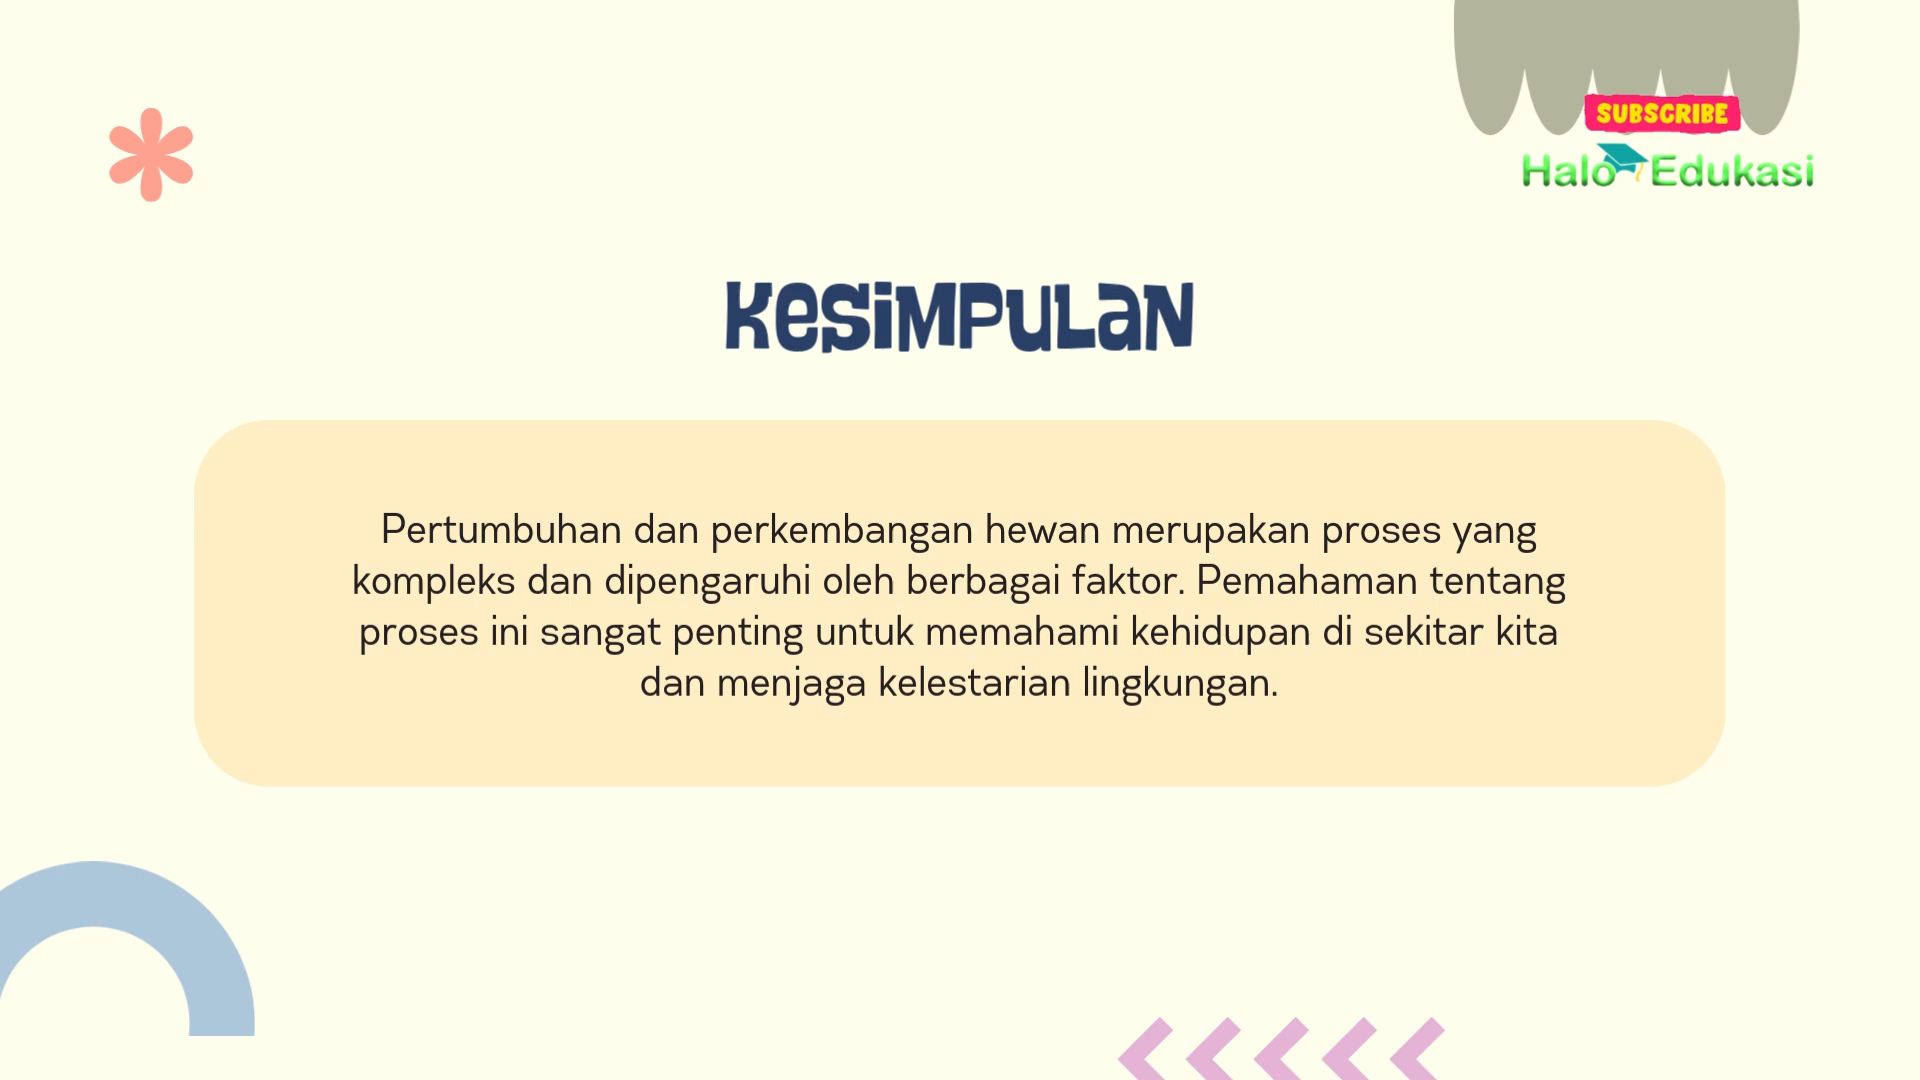 SUBSCRIBE
Halo Edukasi
KESIMPULAN
Pertumbuhan dan perkembangan hewan merupakan proses yang
kompleks dan dipengaruhi oleh berbagai faktor. Pemahaman tentang
proses ini sangat penting untuk memahami kehidupan di sekitar kita
dan menjaga kelestarian lingkungan.